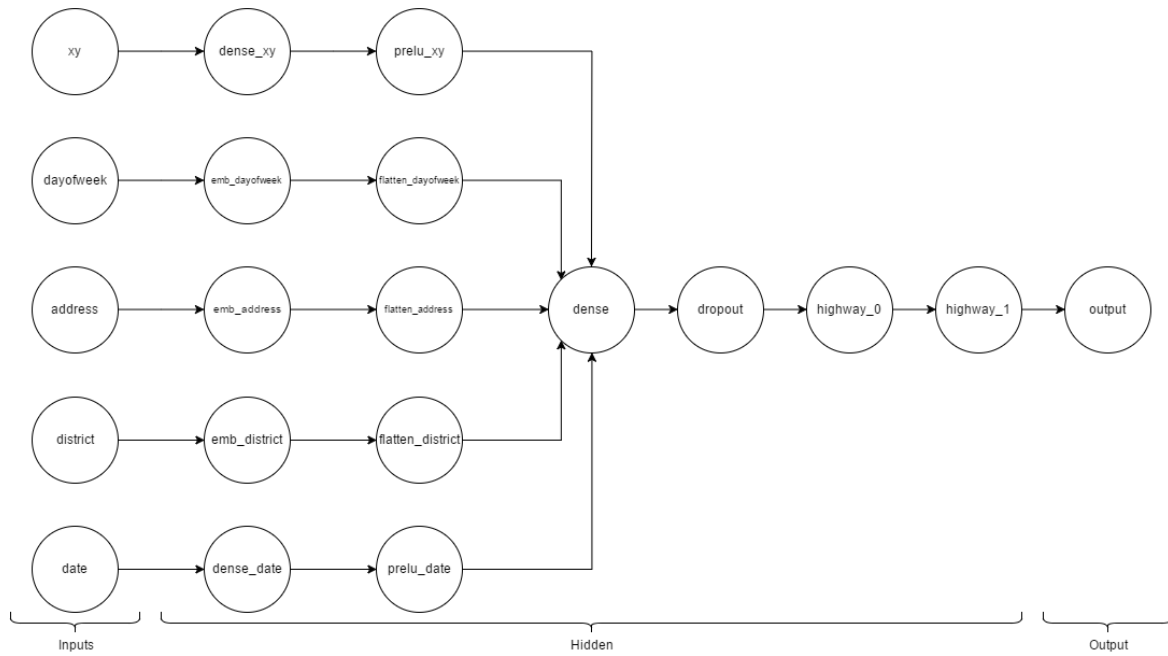 xy
dense_xy
prelu_xy
dayofweek
emb_dayofweek
flatten_dayofweek
address
emb_address
flatten_address
dense
dropout
highway_0
highway_1
output
district
emb_district
flatten_district
date
dense_date
prelu_date
Inputs
Hidden
Output